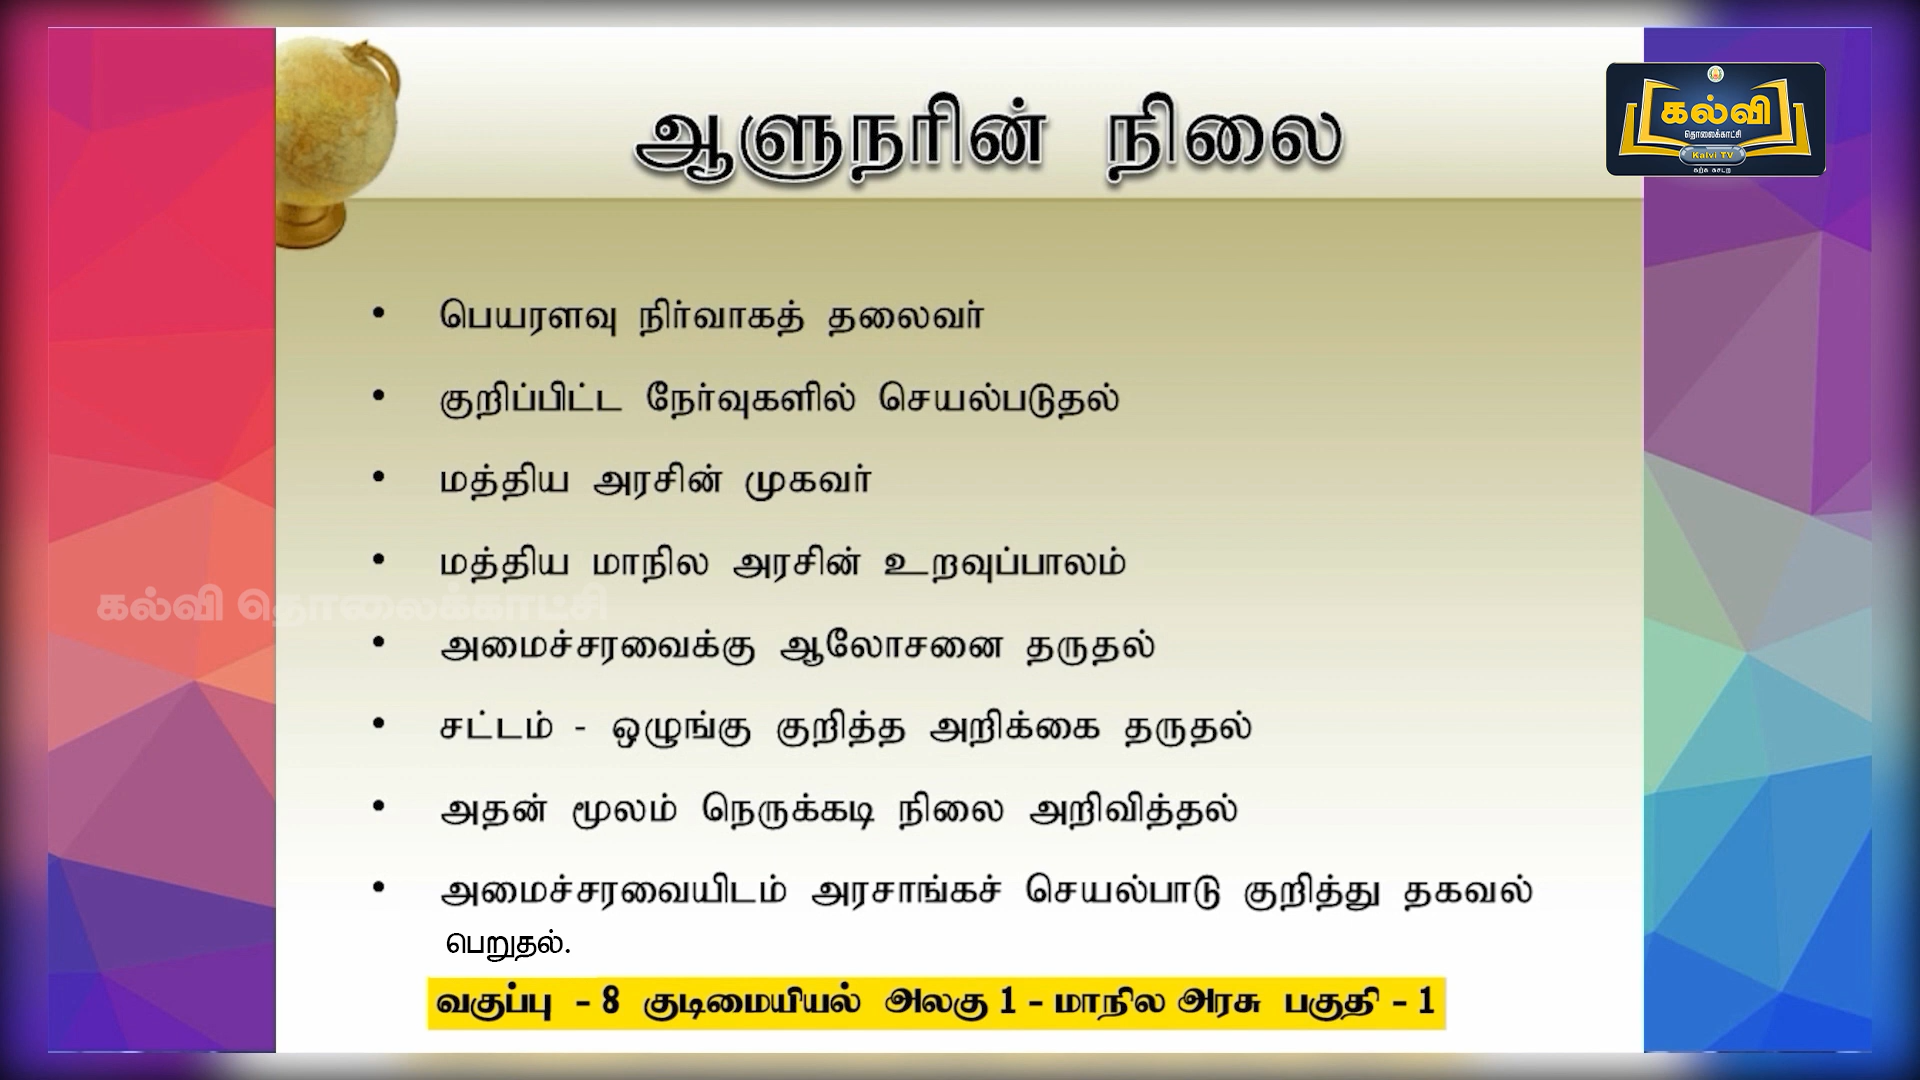 ஆளுநரின் நிலை
கல்வி
தொலைக்காட்சி
Kalvi TV
கற்க கசடற
• பெயரளவு நிர்வாகத் தலைவர்
• குறிப்பிட்ட நேர்வுகளில் செயல்படுதல்
• மத்திய அரசின் முகவர்
• மத்திய மாநில அரசின் உறவுப்பாலம்
கல்வி தொலைக்காட்சி
• அமைச்சரவைக்கு ஆலோசனை தருதல்
• சட்டம் - ஒழுங்கு குறித்த அறிக்கை தருதல்
• அதன் மூலம் நெருக்கடி நிலை அறிவித்தல்
• அமைச்சரவையிடம் அரசாங்கச் செயல்பாடு குறித்து தகவல்
பெறுதல்.
வகுப்பு - 8 குடிமையியல் அலகு 1 - மாநில அரசு பகுதி - 1